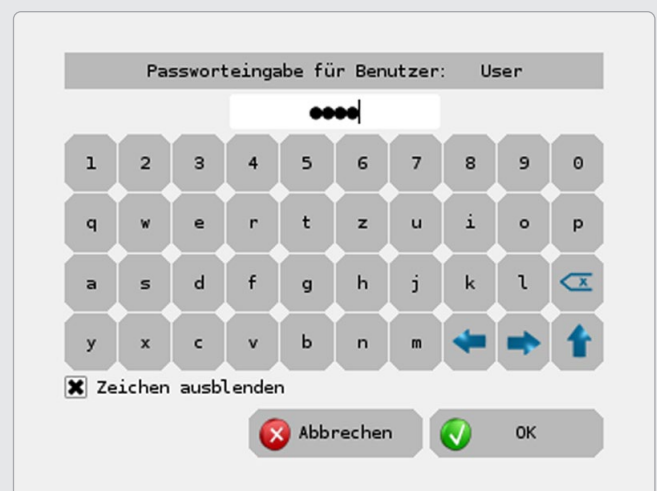 Passworteingabe für Benutzer: User
●●●●
1 2 3 4 5 6 7 8 9 0
q w e r t z u i o p
a s d f g h j k l
y x c v b n m
Zeichen ausblenden
Abbrechen OK